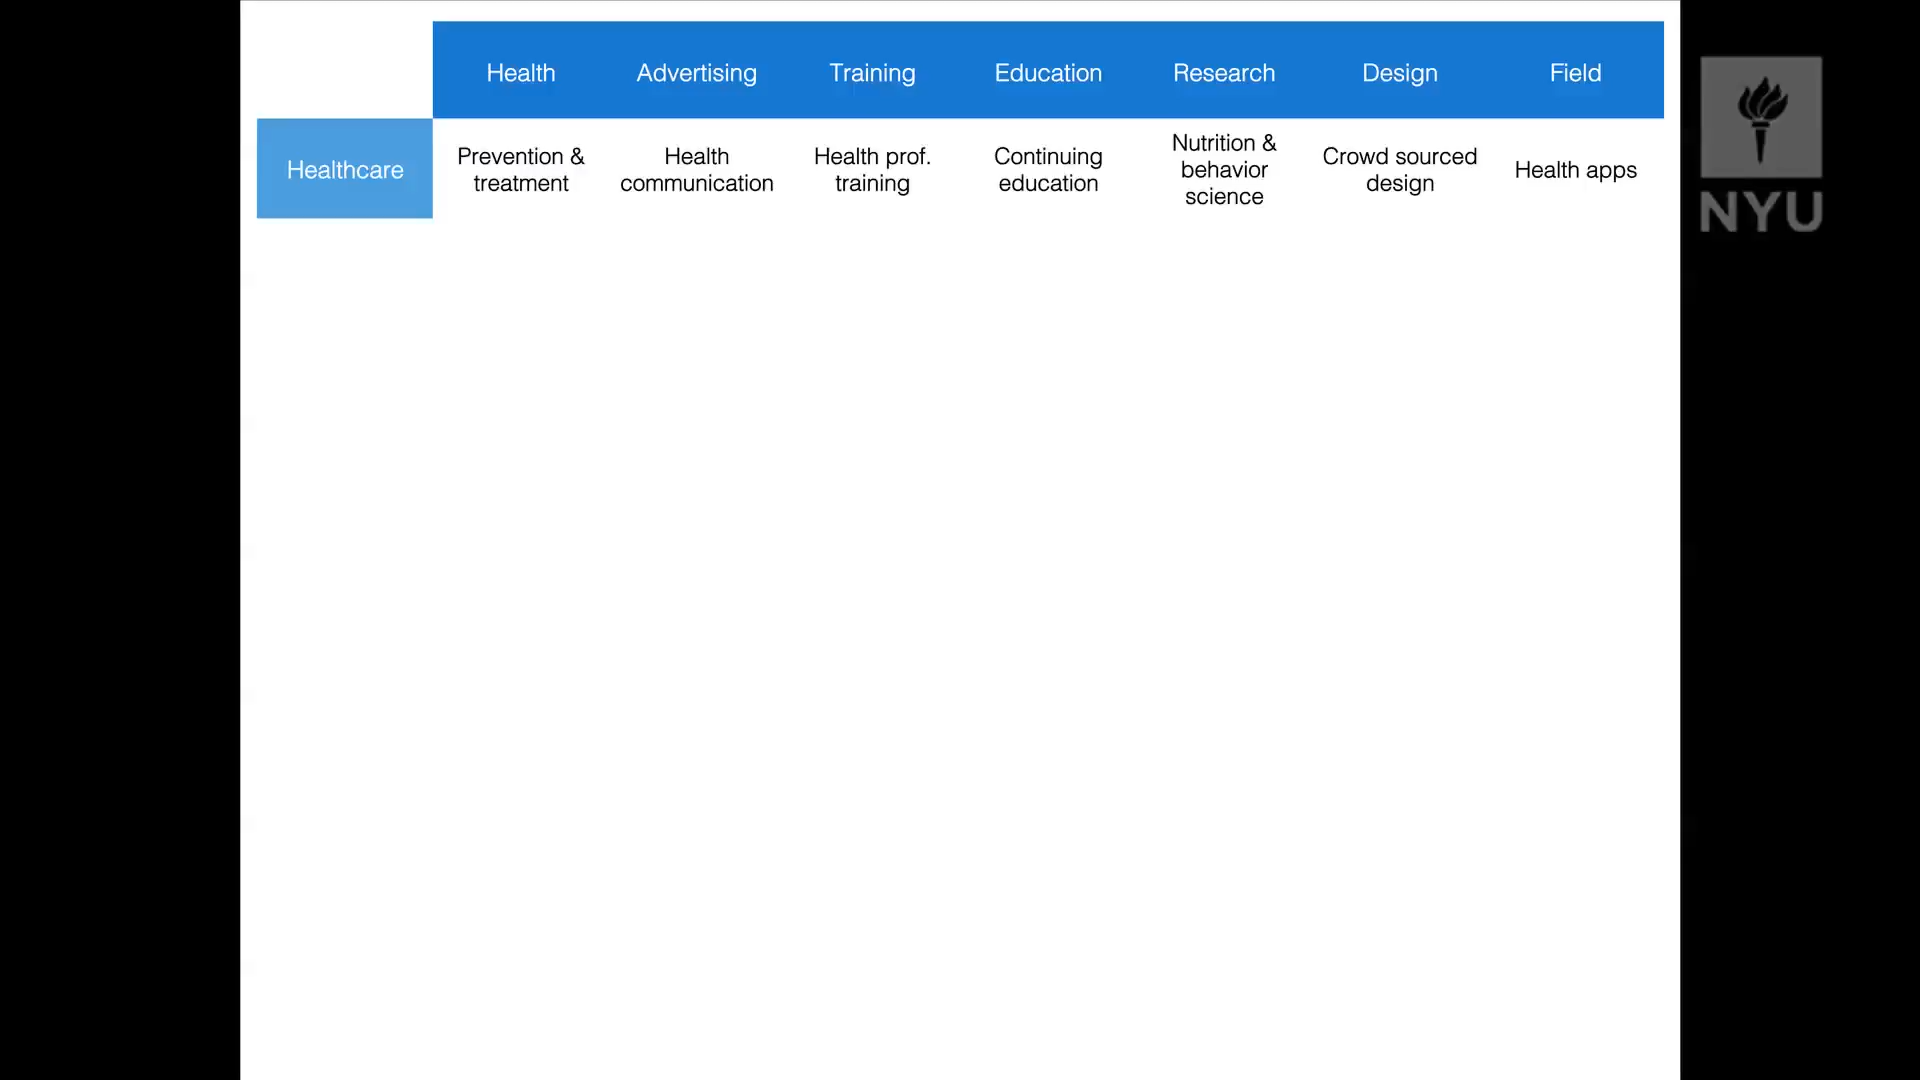 Health Advertising Training Education Research Design Field
Healthcare
Prevention &
treatment
Health
communication
Health prof.
training
Continuing
education
Nutrition &
behavior
science
Crowd sourced
design
Health apps
NYU